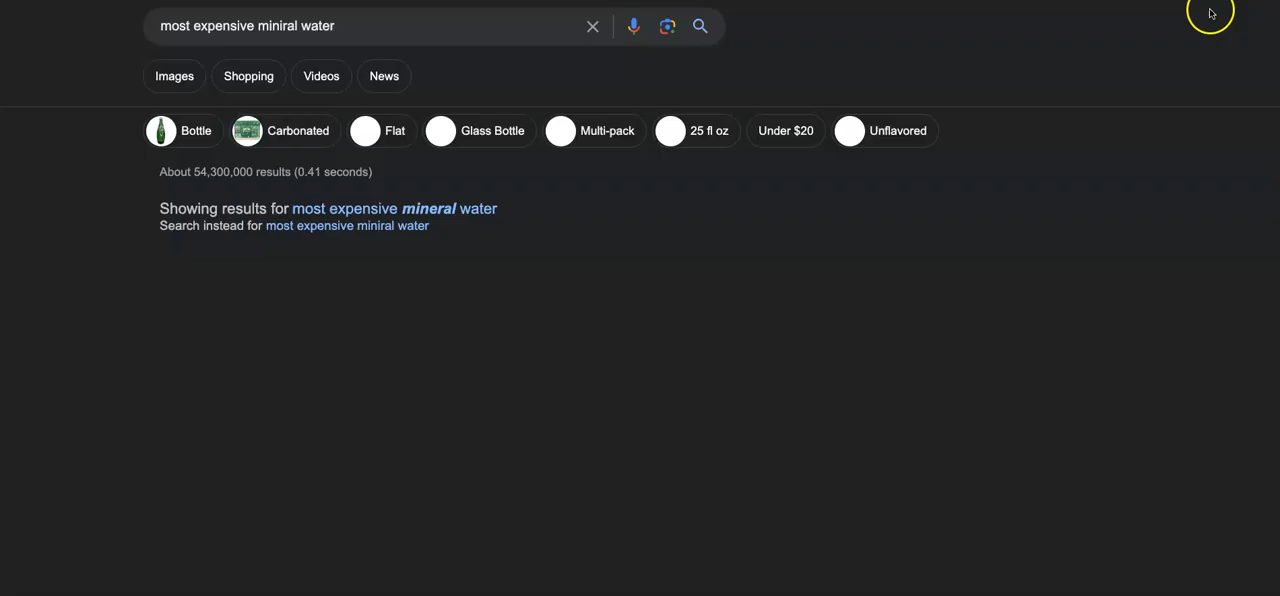 most expensive miniral water
Images Shopping Videos News
Bottle Carbonated Flat Glass Bottle Multi-pack 25 fl oz Under $20 Unflavored
About 54,300,000 results (0.41 seconds)
Showing results for most expensive mineral water
Search instead for most expensive miniral water